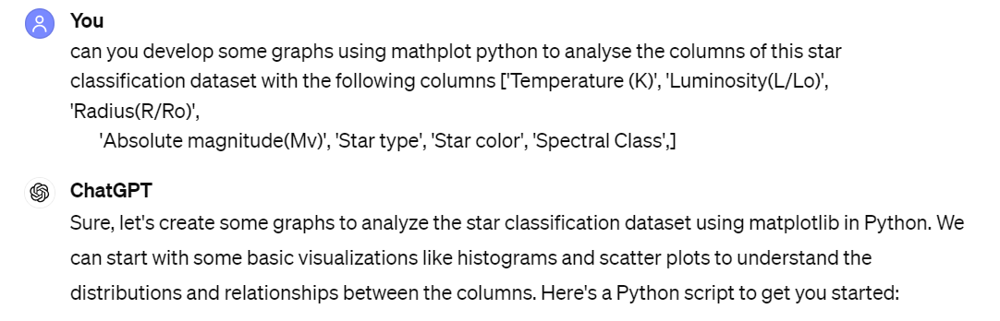 You
can you develop some graphs using mathplot python to analyse the columns of this star
classification dataset with the following columns ['Temperature (K)', 'Luminosity(L/Lo)',
'Radius(R/Ro)',
'Absolute magnitude(Mv)', 'Star type', 'Star color', 'Spectral Class',]
ChatGPT
Sure, let's create some graphs to analyze the star classification dataset using matplotlib in Python. We
can start with some basic visualizations like histograms and scatter plots to understand the
distributions and relationships between the columns. Here's a Python script to get you started: